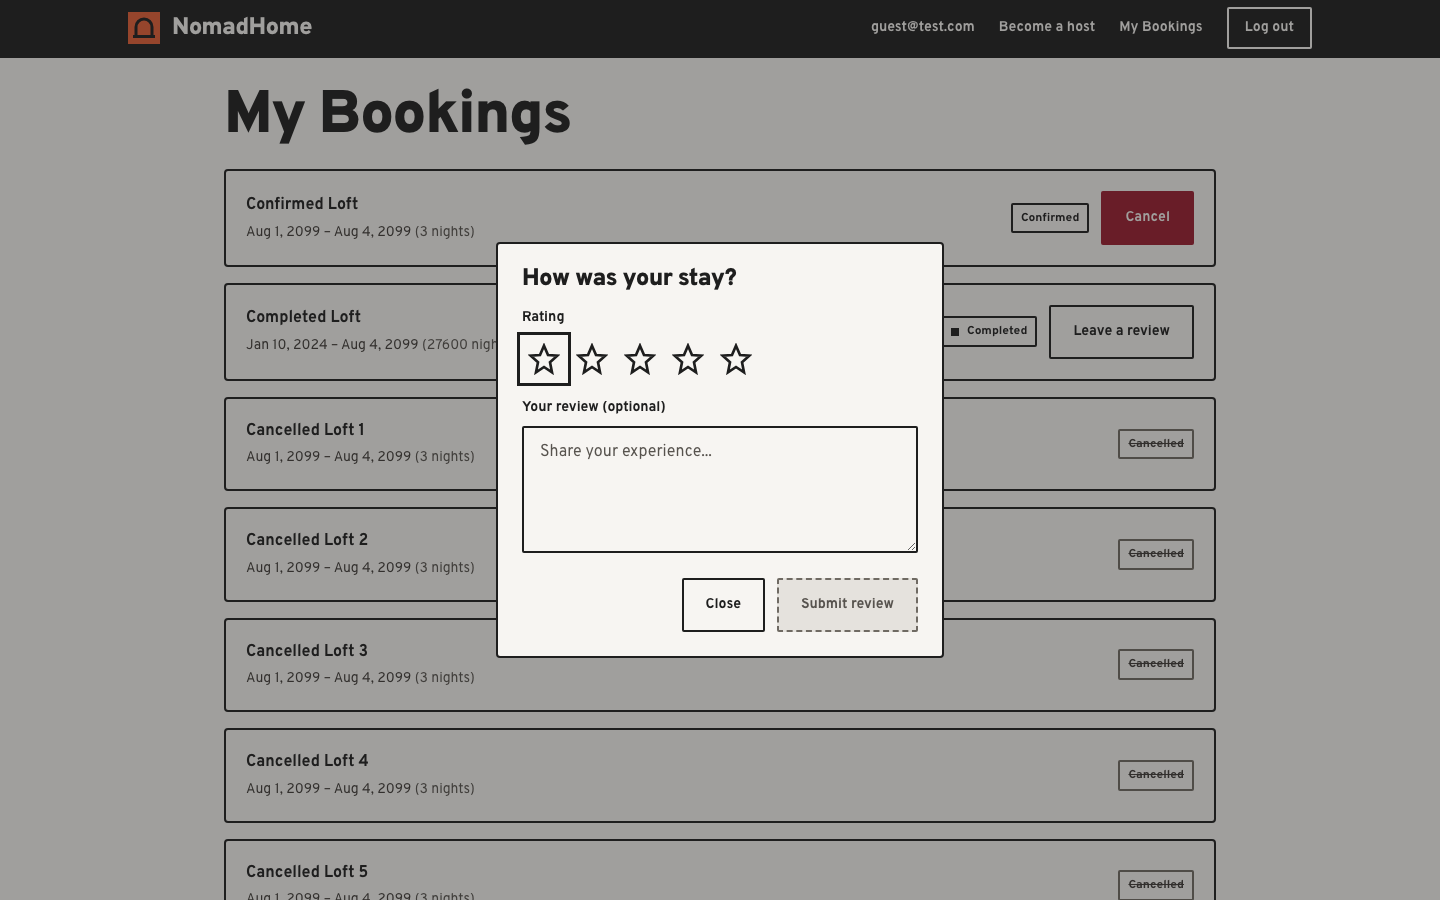 NomadHome
guest@test.com
Become a host
My Bookings
Log out
My Bookings
Confirmed Loft
Aug 1, 2099 – Aug 4, 2099 (3 nights)
Confirmed
Cancel
Completed Loft
Jan 10, 2024 – Aug 4, 2099 (27600
Completed
Leave a review
How was your stay?
Rating
Your review (optional)
Share your experience...
Close
Submit review
Cancelled Loft 1
Aug 1, 2099 – Aug 4, 2099 (3 nights)
Cancelled
Cancelled Loft 2
Aug 1, 2099 – Aug 4, 2099 (3 nights)
Cancelled
Cancelled Loft 3
Aug 1, 2099 – Aug 4, 2099 (3 nights)
Cancelled
Cancelled Loft 4
Aug 1, 2099 – Aug 4, 2099 (3 nights)
Cancelled
Cancelled Loft 5
Aug 1, 2099 – Aug 4, 2099 (3 nights)
Cancelled